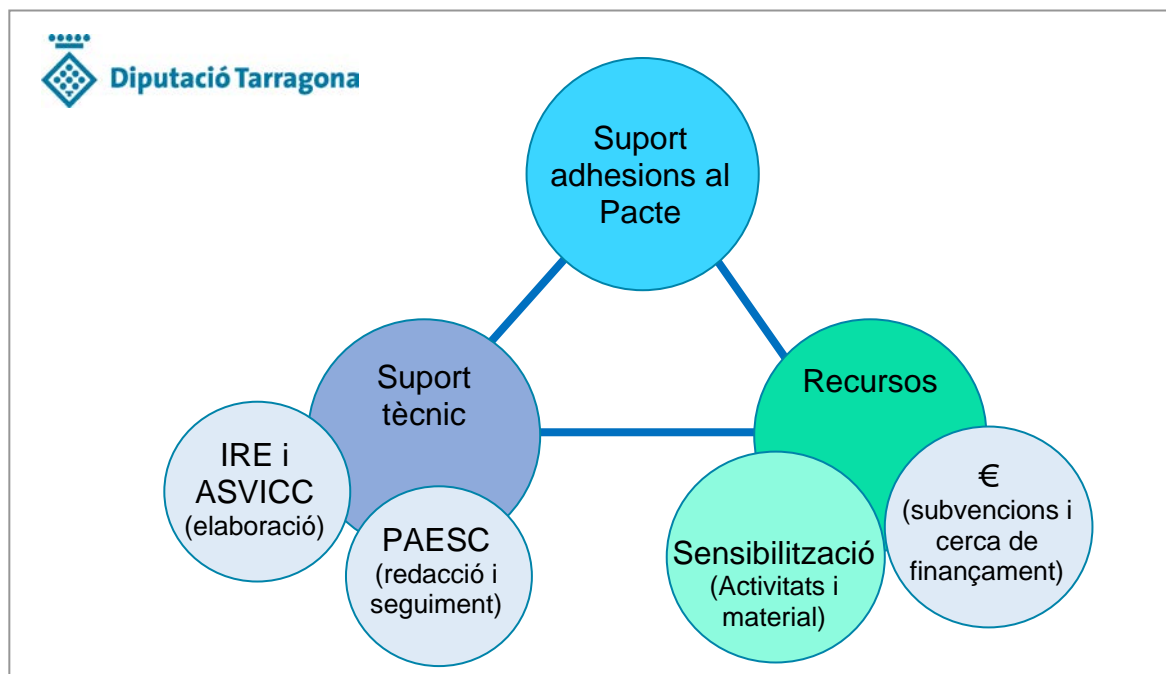 Diputació Tarragona
Suport
adhesions al
Pacte
Suport
tècnic
IRE i
ASVICC
(elaboració)
PAESC
(redacció i
seguiment)
Recursos
Sensibilització
(Activitats i
material)
€
(subvencions i
cerca de
finançament)